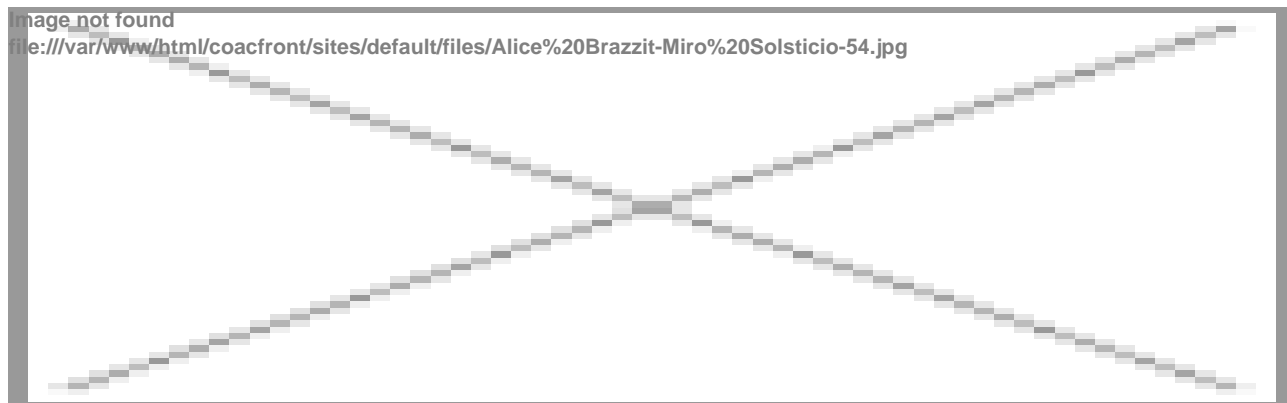 Image not found
file:///var/www/html/coacfront/sites/default/files/Alice%20Brazzit-Miro%20Solsticio-54.jpg